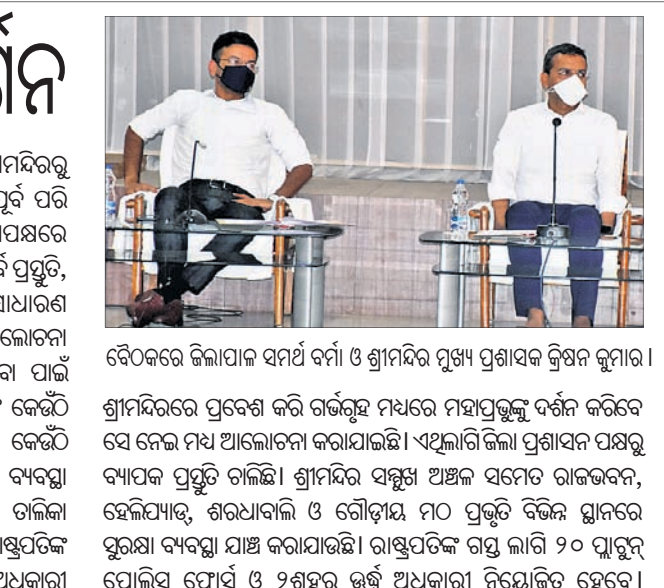 ର୍ଶନ
ମନ୍ଦିରରୁ
ପୂର୍ବ ପରି
ପକ୍ଷରେ
ପ୍ରସ୍ତୁତି,
ସାଧାରଣ
ଲୋଚନା
ବା ପାଇଁ
କେଉଁଠି
କେଉଁଠି
ବ୍ୟବସ୍ଥା
ତାଲିକା
ରାଷ୍ଟ୍ରପତିଙ୍କ
ଅଧିକାରୀ
ବୈଠକରେ ଜିଲାପାଳ ସମର୍ଥ ବର୍ମା ଓ ଶ୍ରୀମନ୍ଦିର ମୁଖ୍ୟ ପ୍ରଶାସକ କ୍ରିଷନ କୁମାର ।
ଶ୍ରୀମନ୍ଦିରରେ ପ୍ରବେଶ କରି ଗର୍ଭଗୃହ ମଧ୍ୟରେ ମହାପ୍ରଭୁଙ୍କୁ ଦର୍ଶନ କରିବେ
ସେ ନେଇ ମଧ୍ୟ ଆଲୋଚନା କରାଯାଇଛି। ଏଥିଲାଗି ଜିଲା ପ୍ରଶାସନ ପକ୍ଷରୁ
ବ୍ୟାପକ ପ୍ରସ୍ତୁତି ଚାଲିଛି। ଶ୍ରୀମନ୍ଦିର ସମ୍ମୁଖ ଅଞ୍ଚଳ ସମେତ ରାଜଭବନ,
ହେଲିପ୍ୟାଡ୍, ଶରଧାବାଲି ଓ ଗୌଡ଼ୀୟ ମଠ ପ୍ରଭୃତି ବିଭିନ୍ନ ସ୍ଥାନରେ
ସୁରକ୍ଷା ବ୍ୟବସ୍ଥା ଯାଞ୍ଚ କରାଯାଉଛି। ରାଷ୍ଟ୍ରପତିଙ୍କ ଗସ୍ତ ଲାଗି ୨୦ ପ୍ଲାଟୁନ୍
ପୋଲିସ ଫୋର୍ସ ଓ ୨ଶହରୁ ଊର୍ଦ୍ଧ୍ୱ ଅଧିକାରୀ ନିୟୋଜିତ ହେବେ।